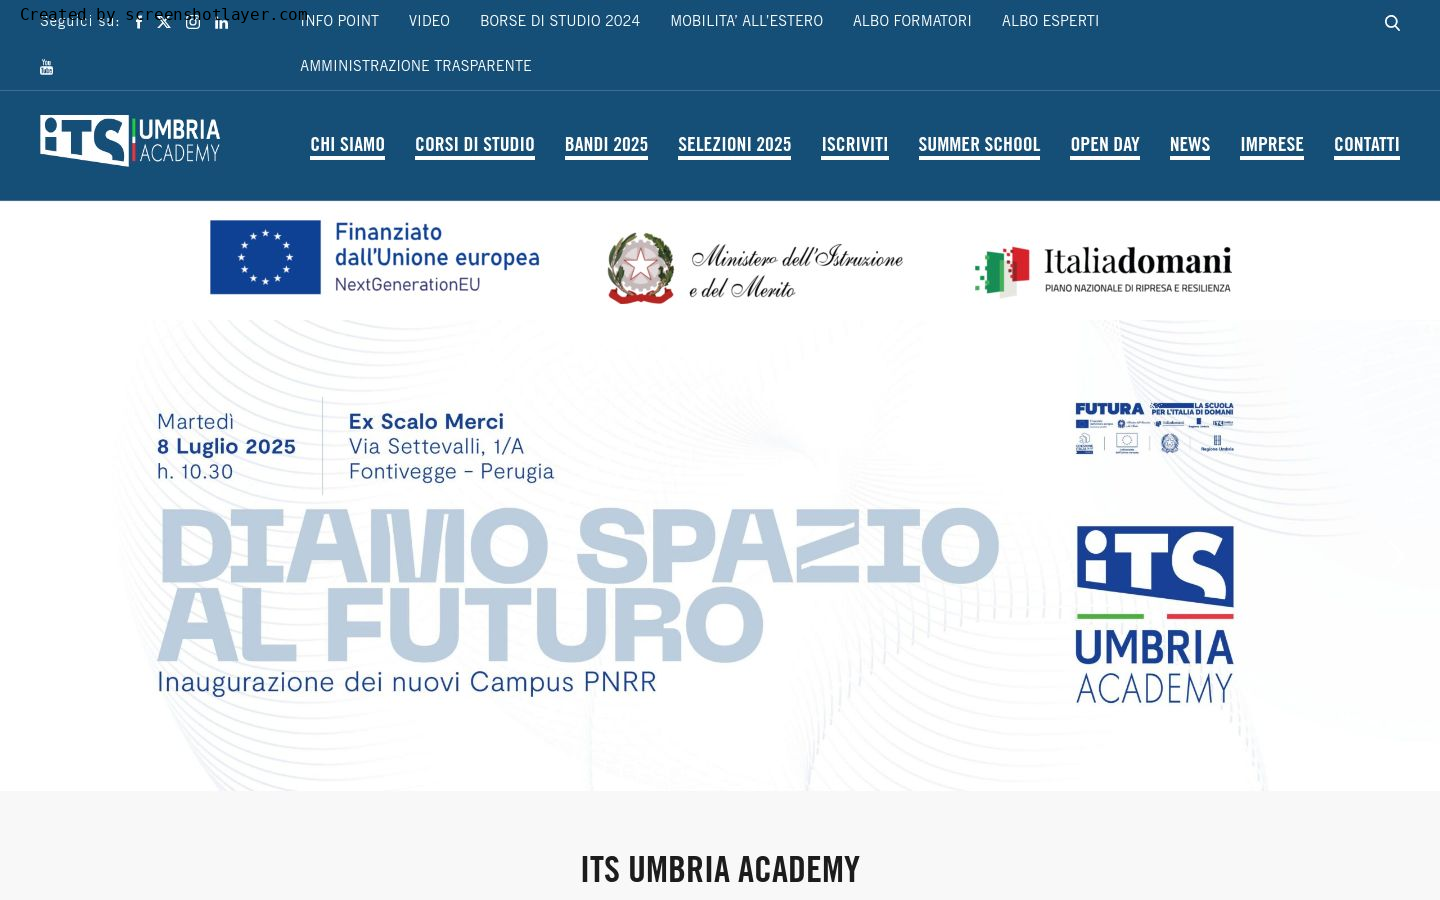 Created by screenshotlayer.com
Seguici su:
INFO POINT VIDEO BORSE DI STUDIO 2024 MOBILITA' ALL'ESTERO ALBO FORMATORI ALBO ESPERTI
AMMINISTRAZIONE TRASPARENTE
iTS UMBRIA
ACADEMY
CHI SIAMO CORSI DI STUDIO BANDI 2025 SELEZIONI 2025 ISCRIVITI SUMMER SCHOOL OPEN DAY NEWS IMPRESE CONTATTI
Finanziato
dall'Unione europea
NextGenerationEU
Ministero dell'Istruzione
e del Merito
Italiadomani
PIANO NAZIONALE DI RIPRESA E RESILIENZA
Martedì
8 Luglio 2025
h. 10.30
Ex Scalo Merci
Via Settevalli, 1/A
Fontivegge - Perugia
FUTURA
LA SCUOLA
PER L'ITALIA DI DOMANI
DIAMO SPAZIO
AL FUTURO
Inaugurazione dei nuovi Campus PNRR
iTS
UMBRIA
ACADEMY
ITS UMBRIA ACADEMY